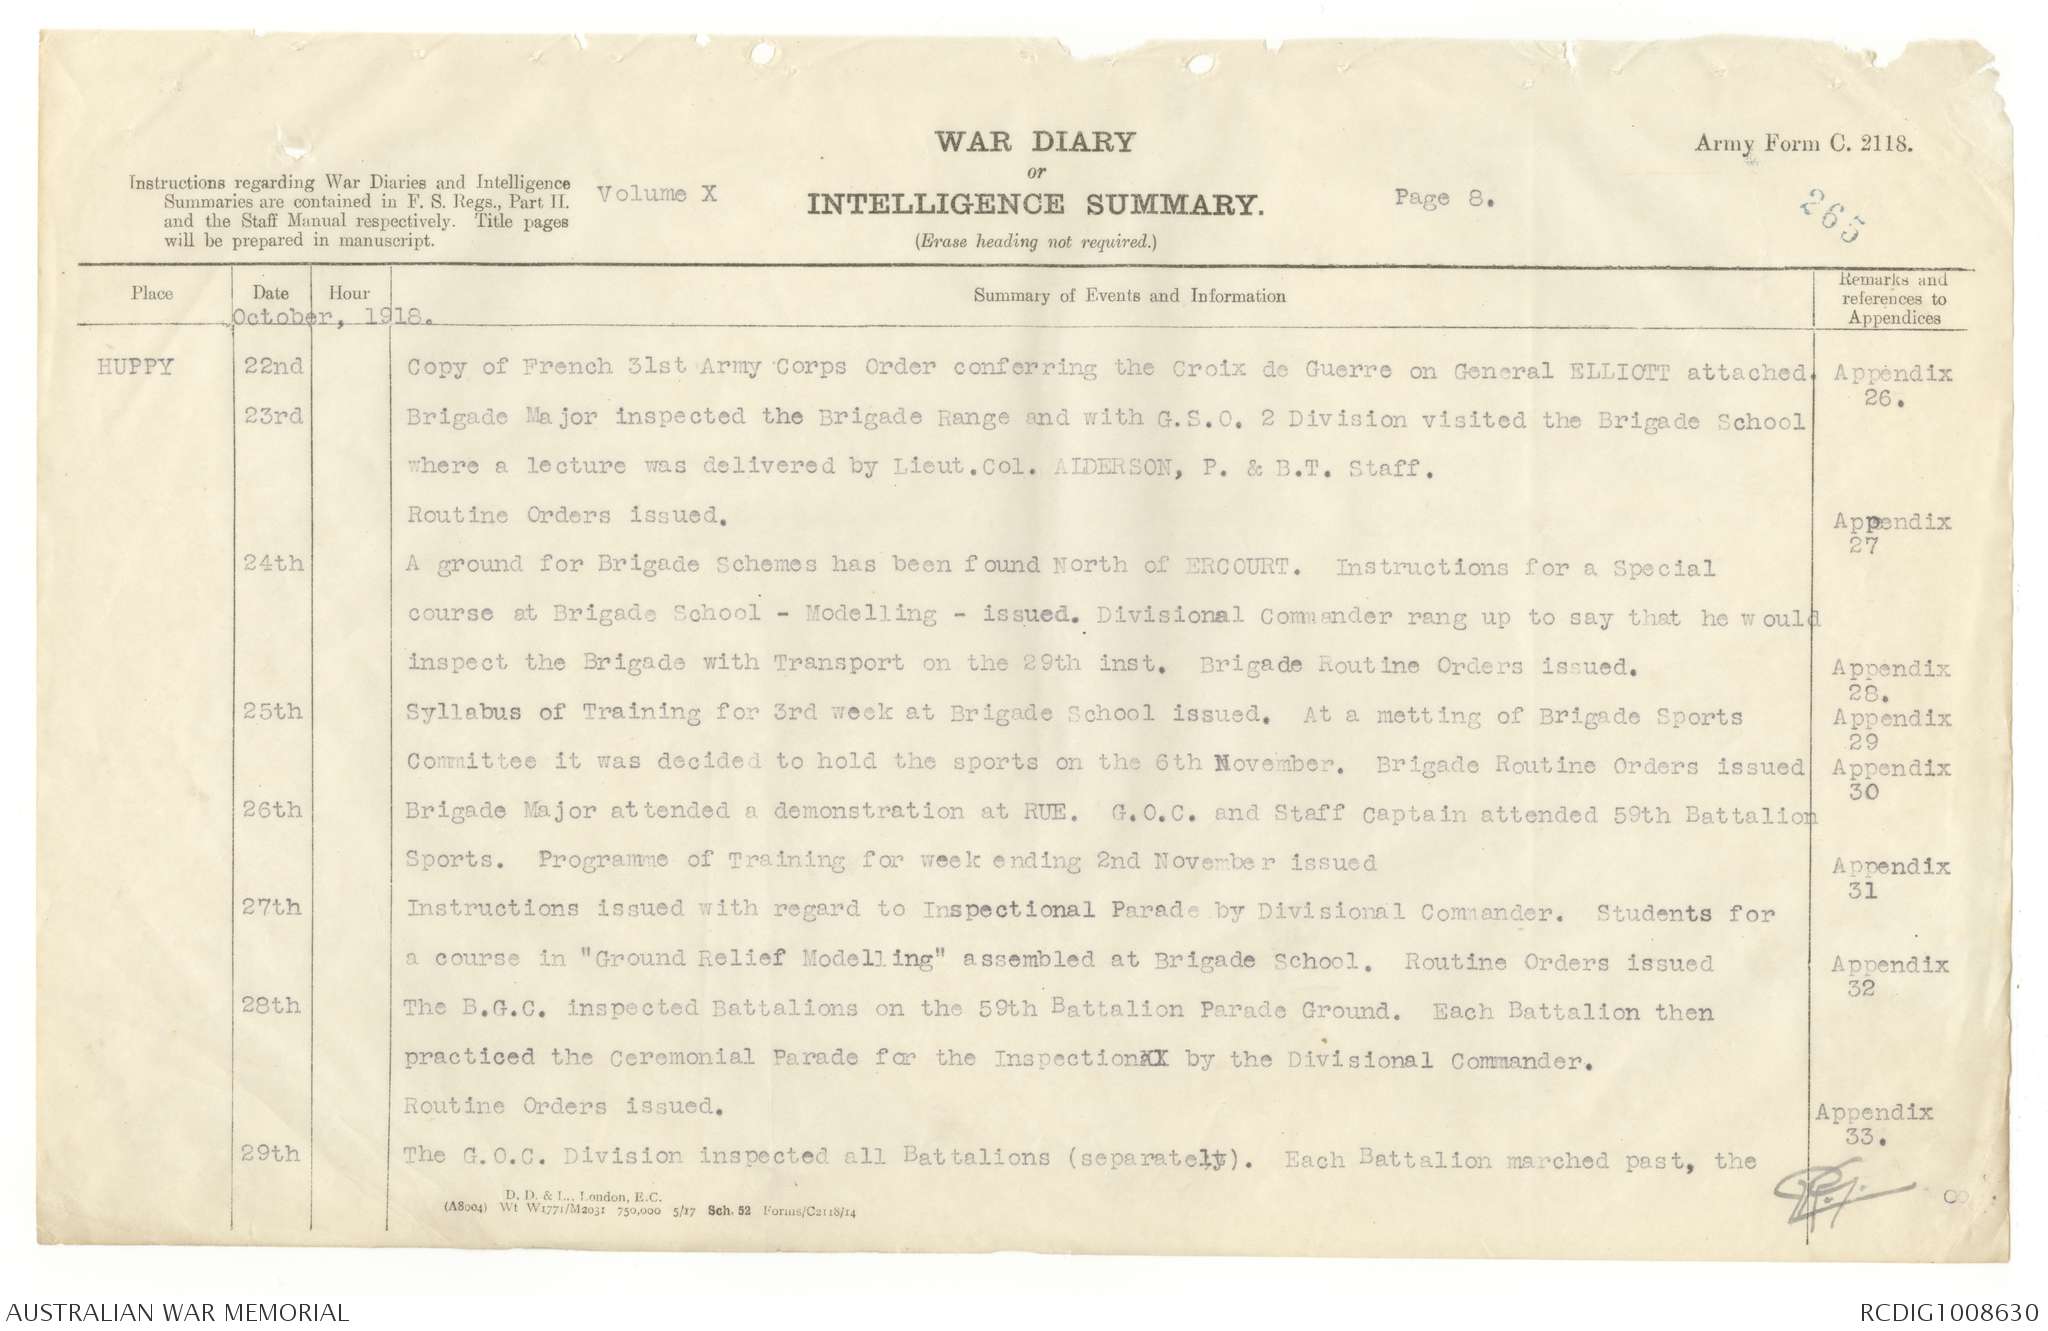 WAR DIARY
or
INTELLIGENCE SUMMARY.
(Erase heading not required.)
Army Form C. 2118.
Instructions regarding War Diaries and Intelligence
Summaries are contained in F. S. Regs., Part II.
and the Staff Manual respectively. Title pages
will be prepared in manuscript.
Volume X
Page 8.
265
Place
Date
Hour
Summary of Events and Information
Remarks and
references to
Appendices
October, 1918.
HUPPY 22nd Copy of French 31st Army Corps Order conferring the Croix de Guerre on General ELLIOTT attached. Appendix
26.
23rd Brigade Major inspected the Brigade Range and with G.S.O. 2 Division visited the Brigade School
where a lecture was delivered by Lieut.Col. ALDERSON, P. & B.T. Staff.
Routine Orders issued. Appendix
27
24th A ground for Brigade Schemes has been found North of ERCOURT. Instructions for a Special
course at Brigade School - Modelling - issued. Divisional Commander rang up to say that he would
inspect the Brigade with Transport on the 29th inst. Brigade Routine Orders issued. Appendix
28.
25th Syllabus of Training for 3rd week at Brigade School issued. At a metting of Brigade Sports Appendix
29
Committee it was decided to hold the sports on the 6th November. Brigade Routine Orders issued Appendix
30
26th Brigade Major attended a demonstration at RUE. G.O.C. and Staff Captain attended 59th Battalion
Sports. Programme of Training for week ending 2nd November issued Appendix
31
27th Instructions issued with regard to Inspectional Parade by Divisional Commander. Students for
a course in "Ground Relief Modelling" assembled at Brigade School. Routine Orders issued Appendix
32
28th The B.G.C. inspected Battalions on the 59th Battalion Parade Ground. Each Battalion then
practiced the Ceremonial Parade for the Inspection by the Divisional Commander.
Routine Orders issued. Appendix
33.
29th The G.O.C. Division inspected all Battalions (separately). Each Battalion marched past, the
D. D. & L., London, E.C.
(A8004) Wt W1771/M2031 750,000 5/17 Sch. 52 Forms/C2118/14
8
AUSTRALIAN WAR MEMORIAL
RCDIG1008630